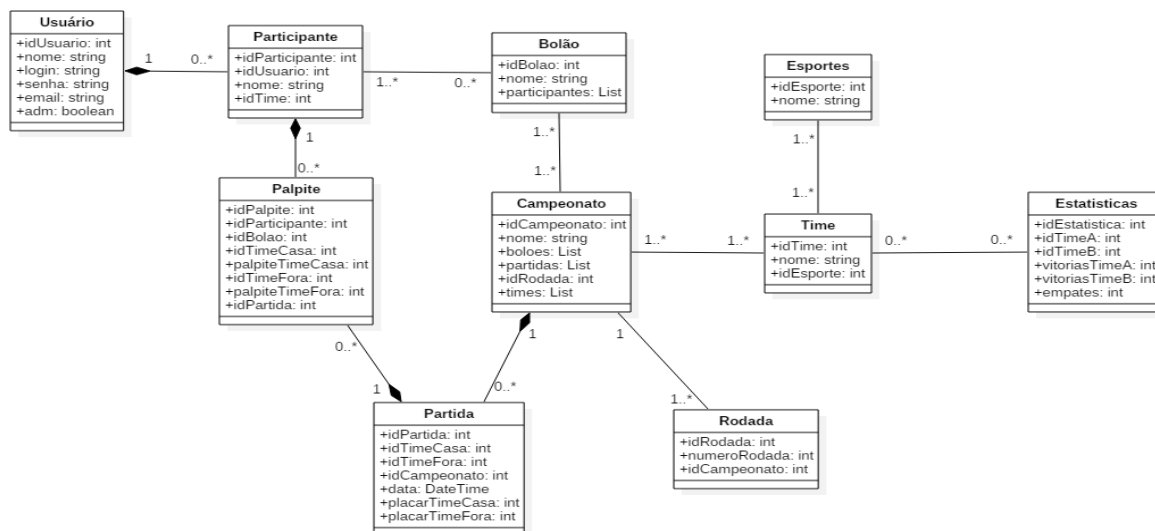 Usuário
+idUsuario: int
+nome: string
+login: string
+senha: string
+email: string
+adm: boolean
1
0..*
Participante
+idParticipante: int
+idUsuario: int
+nome: string
+idTime: int
1..*
0..*
Bolão
+idBolao: int
+nome: string
+participantes: List
Esportes
+idEsporte: int
+nome: string
1
0..*
1..*
1..*
1..*
1..*
Palpite
+idPalpite: int
+idParticipante: int
+idBolao: int
+idTimeCasa: int
+palpiteTimeCasa: int
+idTimeFora: int
+palpiteTimeFora: int
+idPartida: int
Campeonato
+idCampeonato: int
+nome: string
+boloes: List
+partidas: List
+idRodada: int
+times: List
1..*
1..*
Time
+idTime: int
+nome: string
+idEsporte: int
0..*
0..*
Estatisticas
+idEstatistica: int
+idTimeA: int
+idTimeB: int
+vitoriasTimeA: int
+vitoriasTimeB: int
+empates: int
0..*
1
1
0..*
1
1..*
Partida
+idPartida: int
+idTimeCasa: int
+idTimeFora: int
+idCampeonato: int
+data: DateTime
+placarTimeCasa: int
+placarTimeFora: int
Rodada
+idRodada: int
+numeroRodada: int
+idCampeonato: int